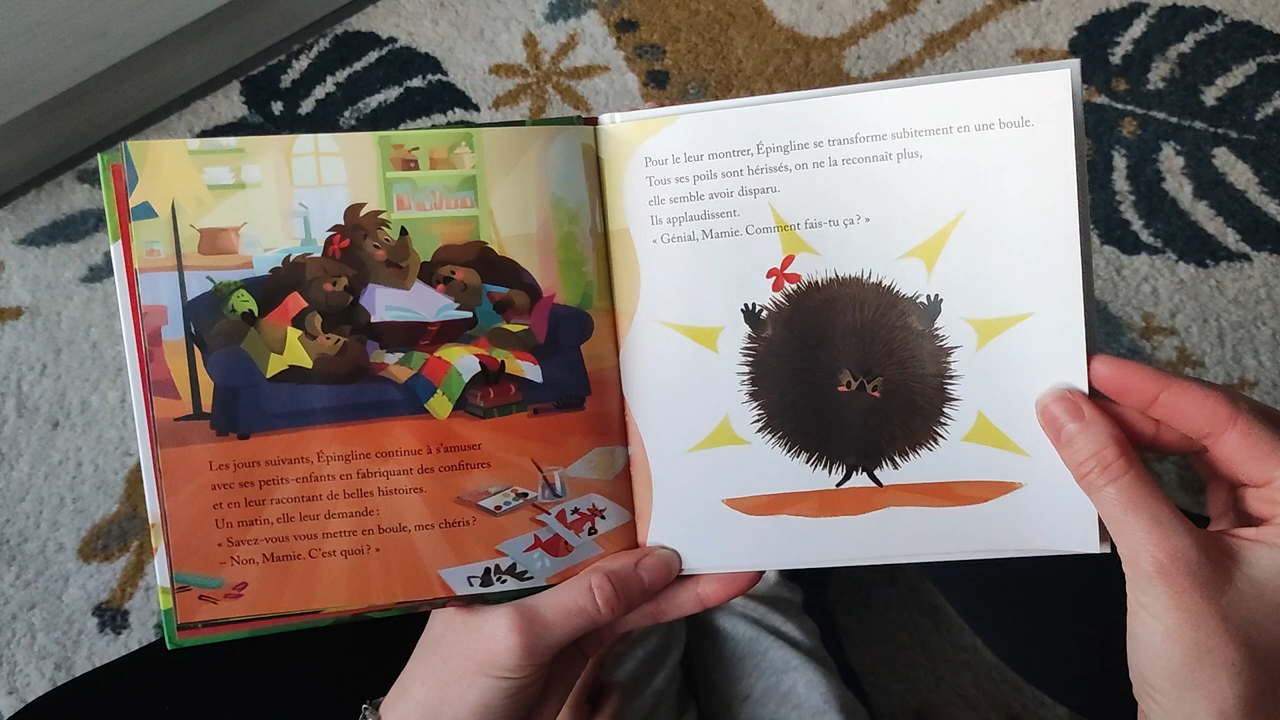 Les jours suivants, Épingline continue à s'amuser
avec ses petits-enfants en fabriquant des confitures
et en leur racontant de belles histoires.
Un matin, elle leur demande :
« Savez-vous vous mettre en boule, mes chéris ?
– Non, Mamie. C'est quoi ? »
Pour le leur montrer, Épingline se transforme subitement en une boule.
Tous ses poils sont hérissés, on ne la reconnait plus,
elle semble avoir disparu.
Ils applaudissent.
« Génial, Mamie. Comment fais-tu ça ? »